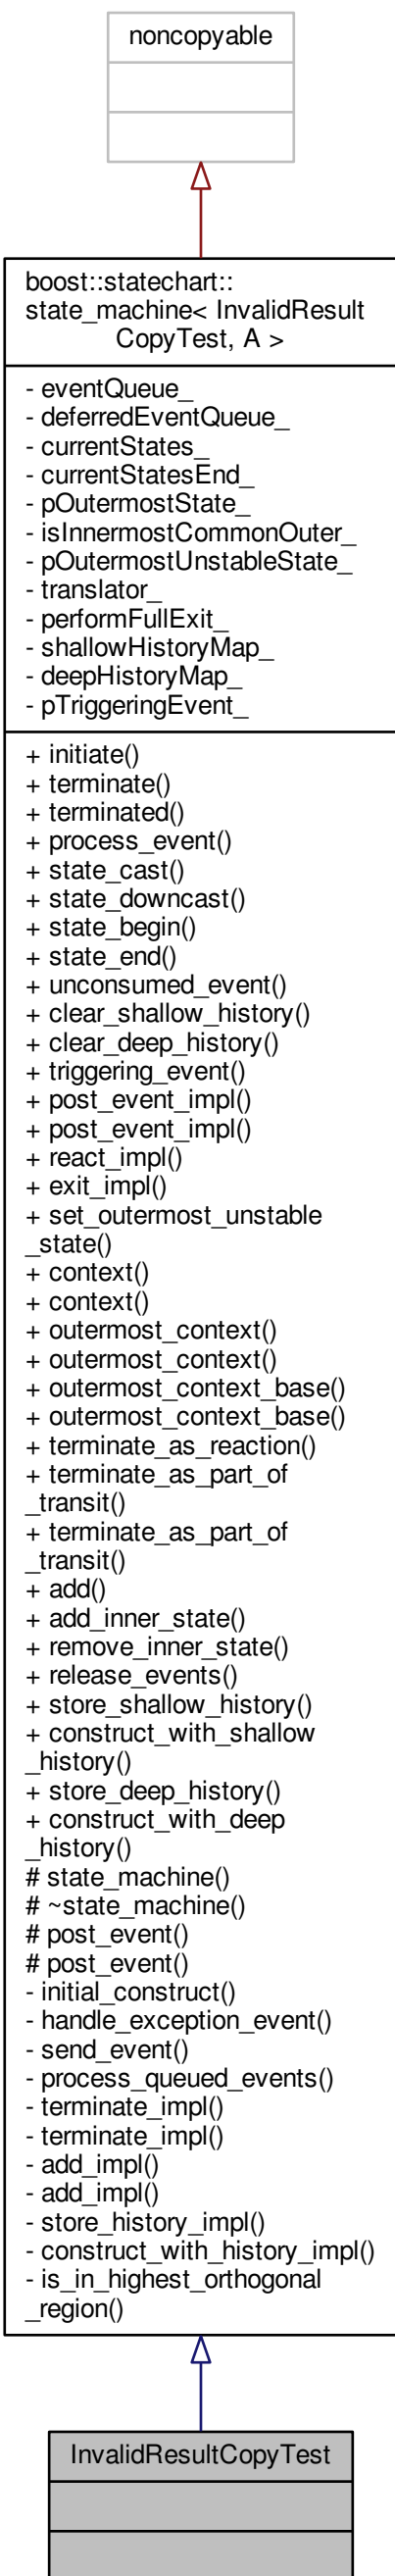 noncopyable
boost::statechart::
state_machine< InvalidResult
CopyTest, A >
- eventQueue_
- deferredEventQueue_
- currentStates_
- currentStatesEnd_
- pOutermostState_
- isInnermostCommonOuter_
- pOutermostUnstableState_
- translator_
- performFullExit_
- shallowHistoryMap_
- deepHistoryMap_
- pTriggeringEvent_
+ initiate()
+ terminate()
+ terminated()
+ process_event()
+ state_cast()
+ state_downcast()
+ state_begin()
+ state_end()
+ unconsumed_event()
+ clear_shallow_history()
+ clear_deep_history()
+ triggering_event()
+ post_event_impl()
+ post_event_impl()
+ react_impl()
+ exit_impl()
+ set_outermost_unstable
_state()
+ context()
+ context()
+ outermost_context()
+ outermost_context()
+ outermost_context_base()
+ outermost_context_base()
+ terminate_as_reaction()
+ terminate_as_part_of
_transit()
+ terminate_as_part_of
_transit()
+ add()
+ add_inner_state()
+ remove_inner_state()
+ release_events()
+ store_shallow_history()
+ construct_with_shallow
_history()
+ store_deep_history()
+ construct_with_deep
_history()
# state_machine()
# ~state_machine()
# post_event()
# post_event()
- initial_construct()
- handle_exception_event()
- send_event()
- process_queued_events()
- terminate_impl()
- terminate_impl()
- add_impl()
- add_impl()
- store_history_impl()
- construct_with_history_impl()
- is_in_highest_orthogonal
_region()
InvalidResultCopyTest